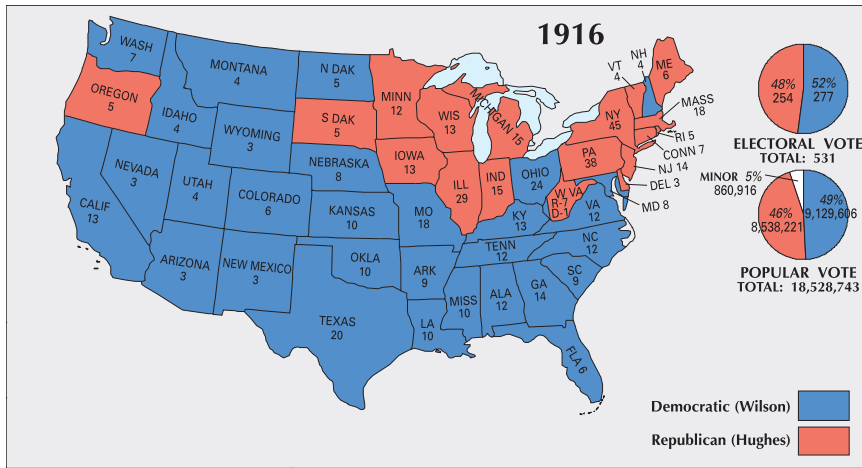 1916
WASH
7
OREGON
5
CALIF
13
NEVADA
3
IDAHO
4
MONTANA
4
WYOMING
3
UTAH
4
COLORADO
6
ARIZONA
3
NEW MEXICO
3
N DAK
5
S DAK
5
NEBRASKA
8
KANSAS
10
OKLA
10
TEXAS
20
MINN
12
IOWA
13
MO
18
ARK
9
LA
10
WIS
13
ILL
29
MICHIGAN 15
IND
15
OHIO
24
KY
13
TENN
12
MISS
10
ALA
12
GA
14
FLA 6
SC
9
NC
12
VA
12
W VA
R-7
D-1
PA
38
NY
45
VT
4
NH
4
ME
6
MASS
18
RI 5
CONN 7
NJ 14
DEL 3
MD 8
48%
254
52%
277
ELECTORAL VOTE
TOTAL: 531
MINOR 5%
860,916
46%
8,538,221
49%
9,129,606
POPULAR VOTE
TOTAL: 18,528,743
Democratic (Wilson)
Republican (Hughes)